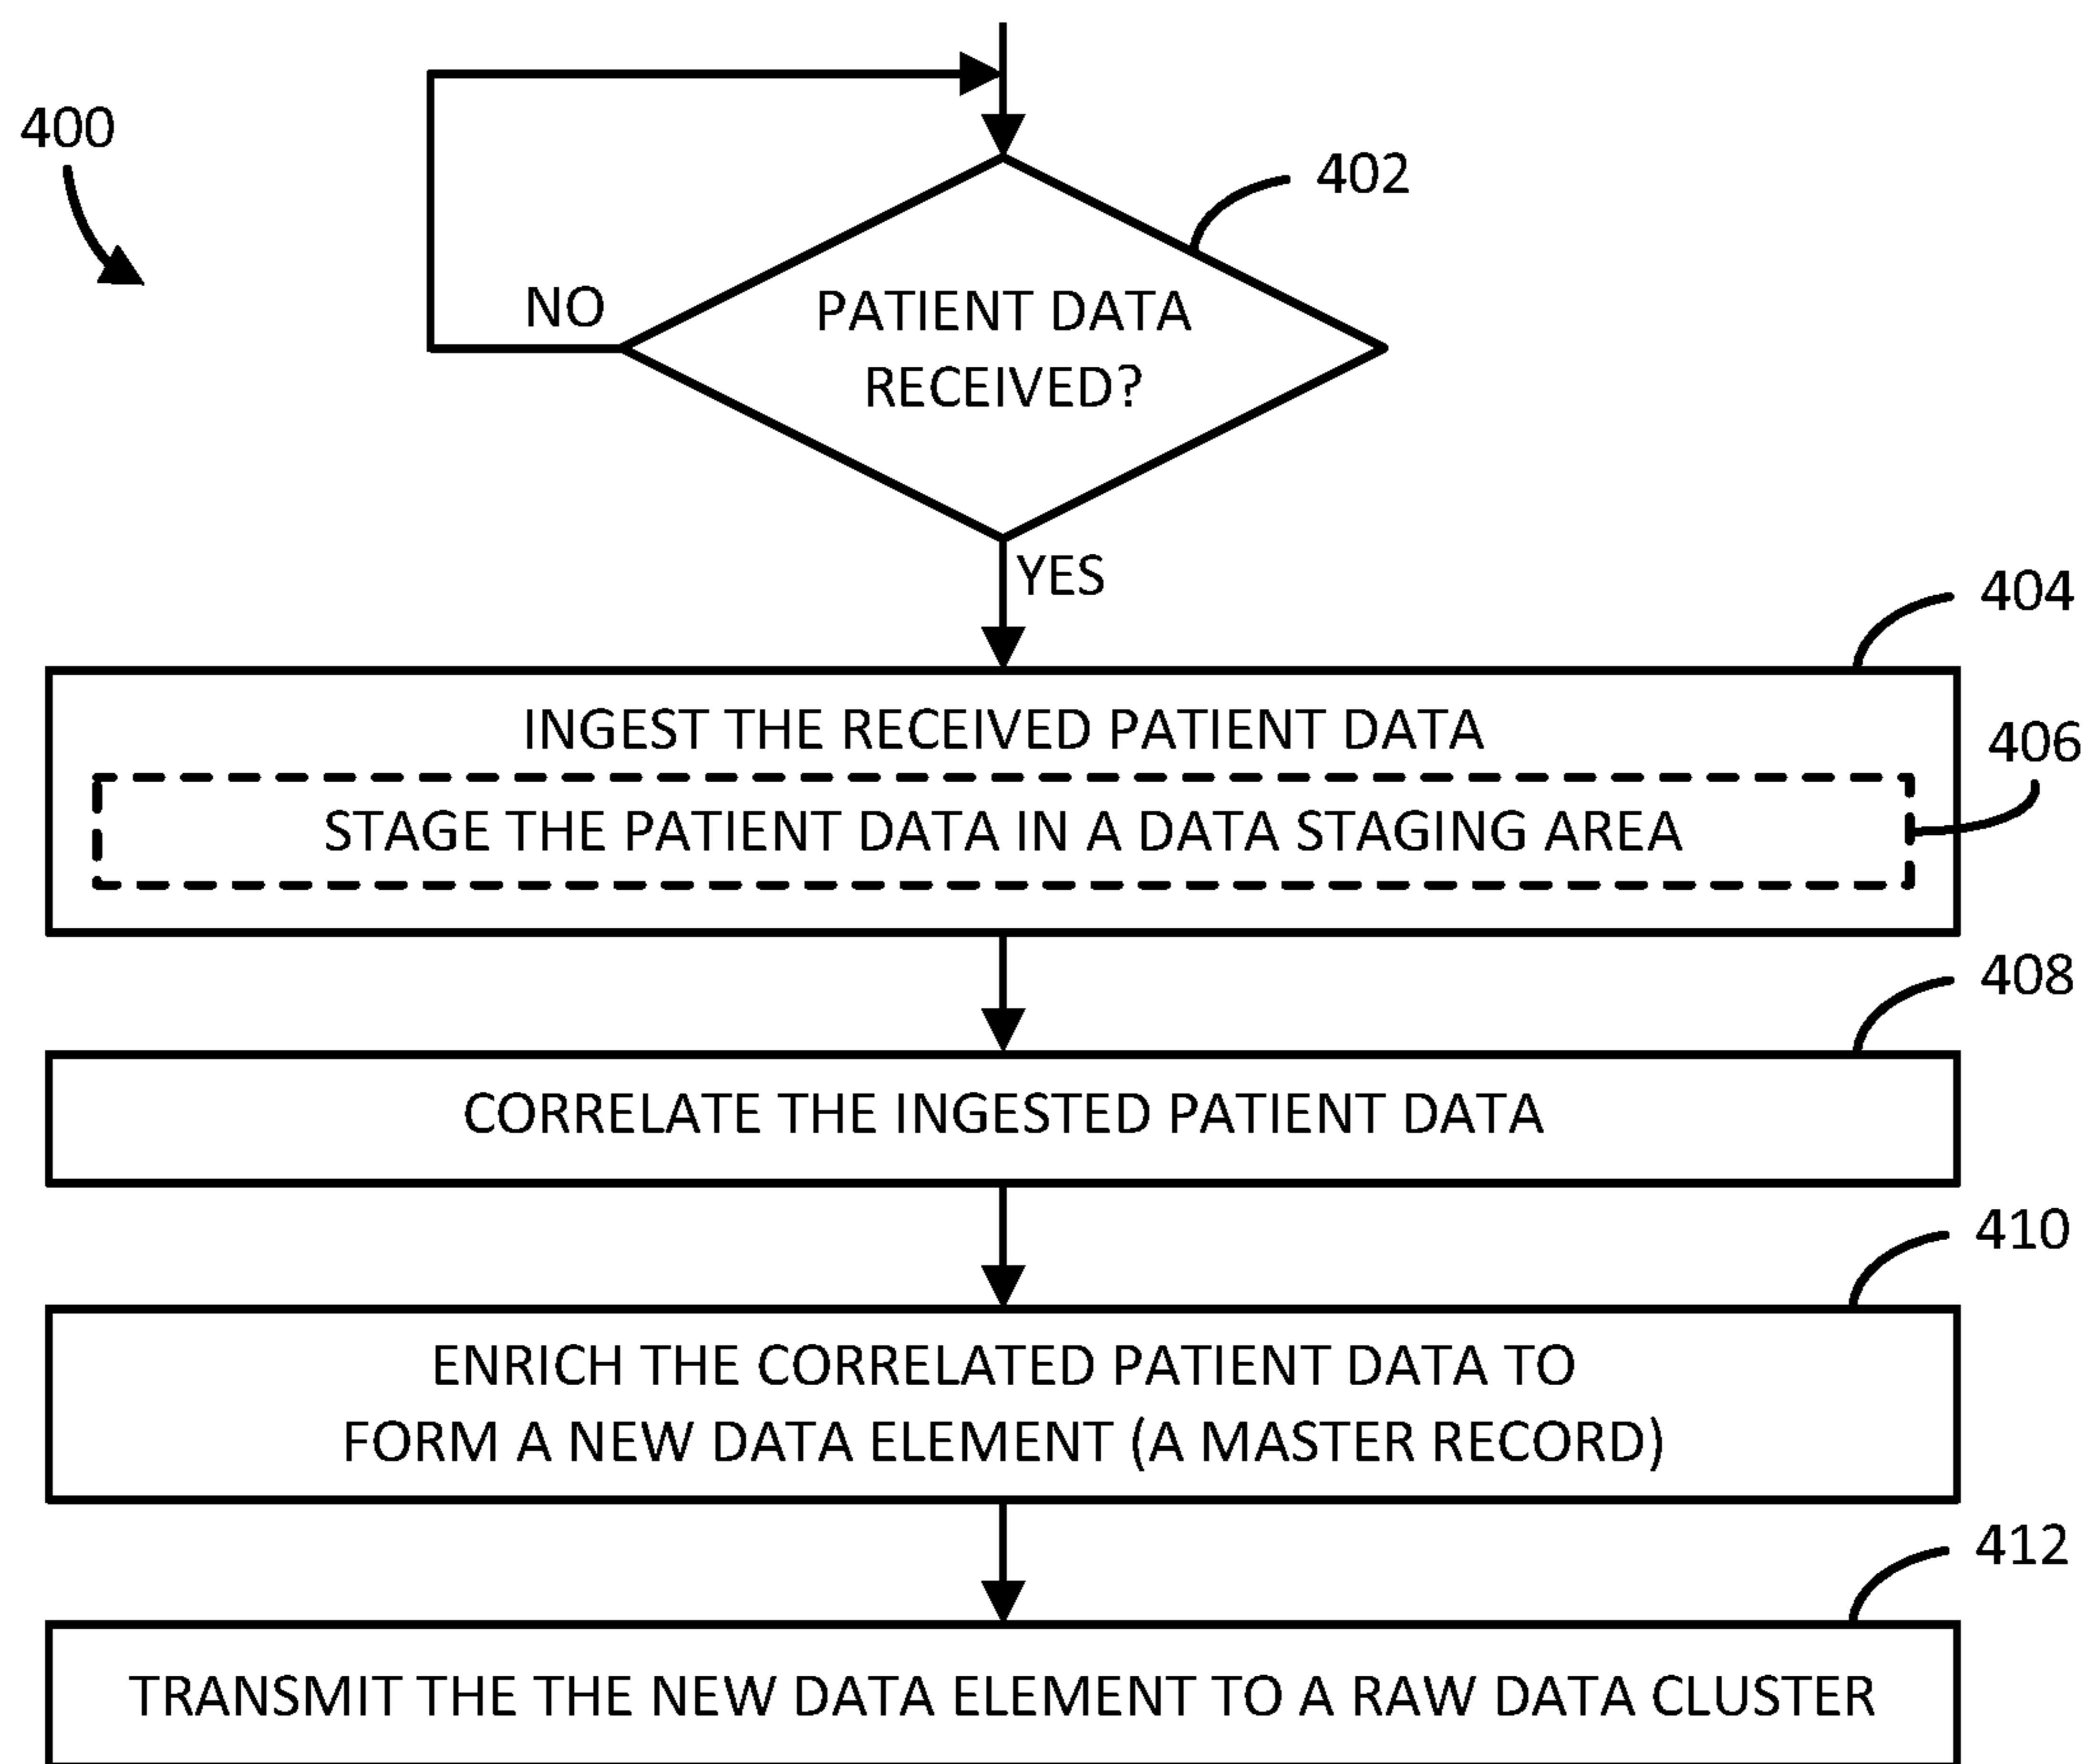 400
402
PATIENT DATA
RECEIVED?
NO
YES
404
INGEST THE RECEIVED PATIENT DATA
406
STAGE THE PATIENT DATA IN A DATA STAGING AREA
408
CORRELATE THE INGESTED PATIENT DATA
410
ENRICH THE CORRELATED PATIENT DATA TO
FORM A NEW DATA ELEMENT (A MASTER RECORD)
412
TRANSMIT THE THE NEW DATA ELEMENT TO A RAW DATA CLUSTER